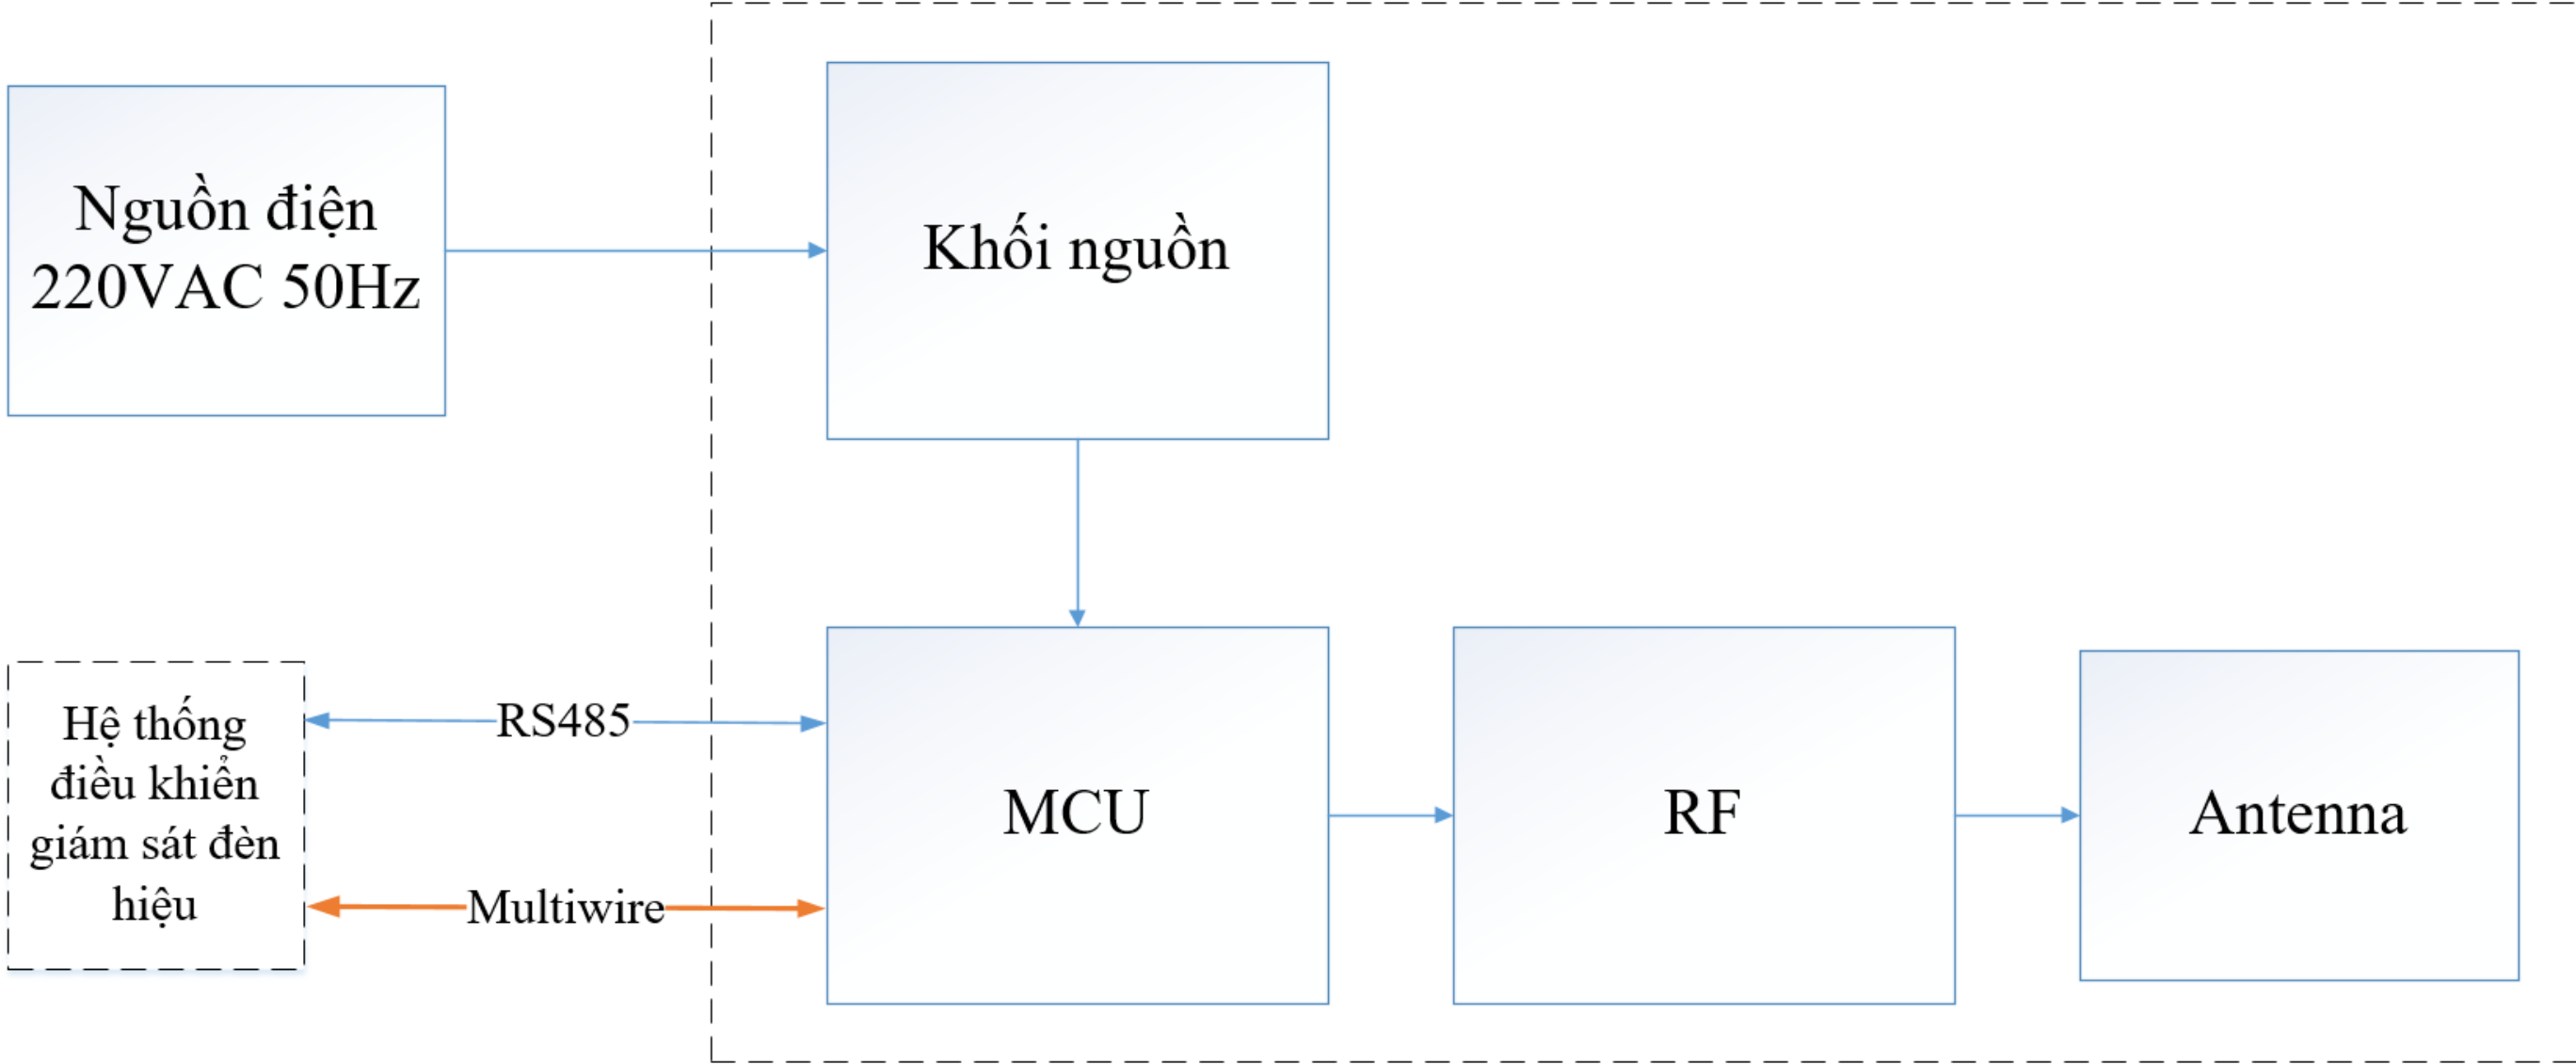 Nguồn điện
220VAC 50Hz
Khối nguồn
Hệ thống
điều khiển
giám sát đèn
hiệu
RS485
Multiwire
MCU
RF
Antenna